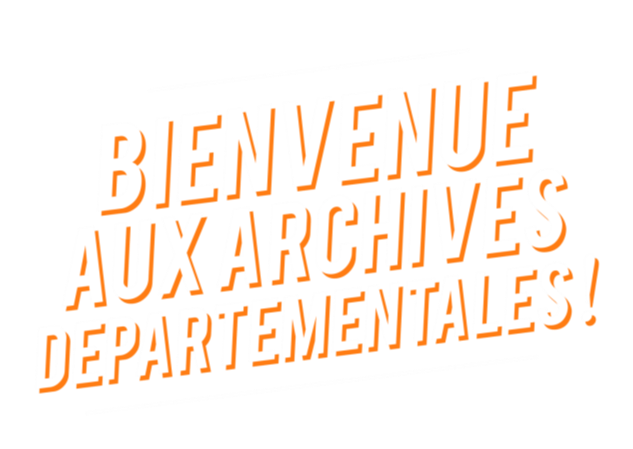 BIENVENUE
AUX ARCHIVES
DEPARTEMENTALES !